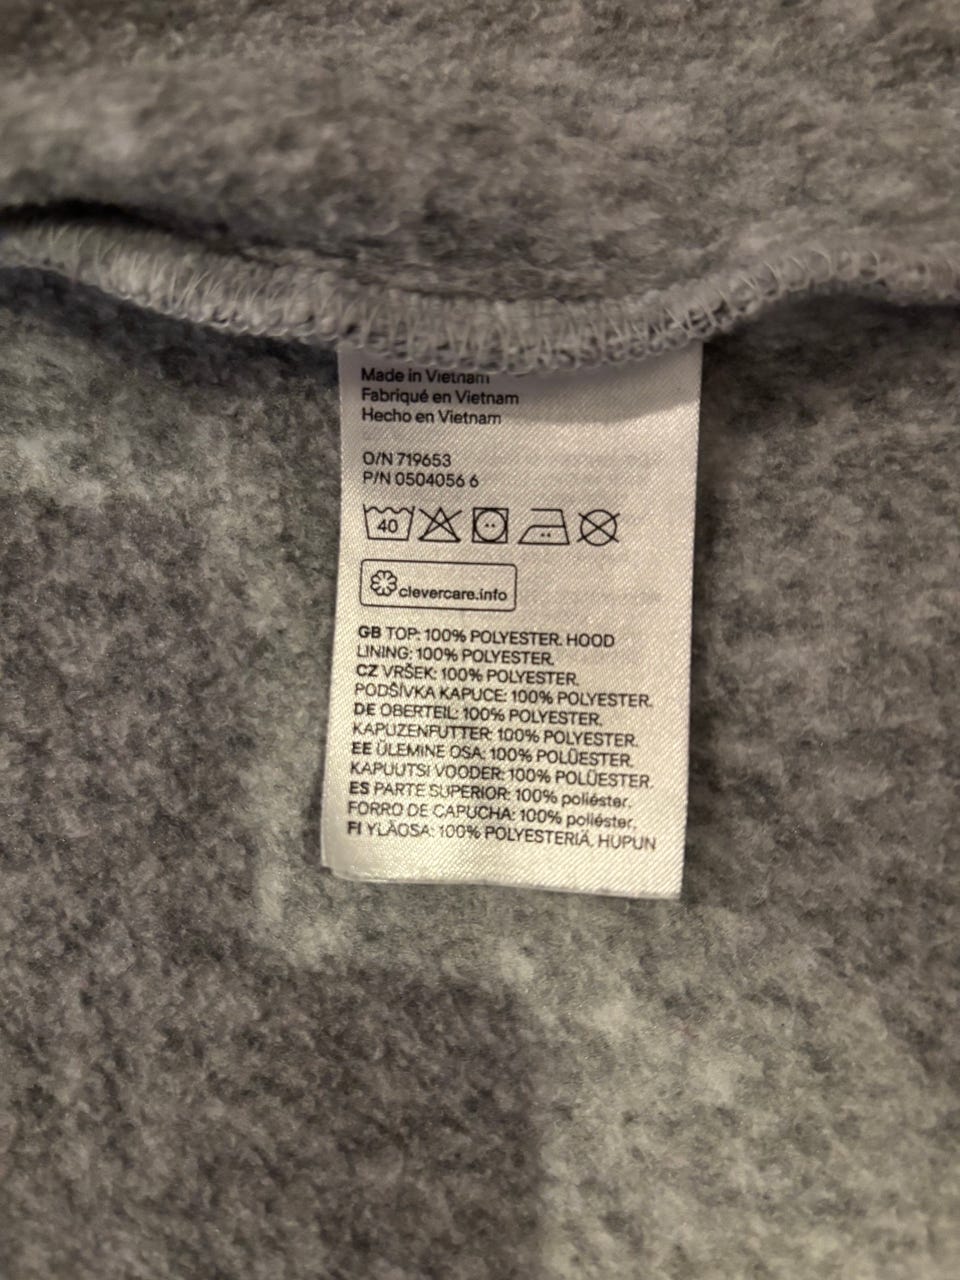 Made in Vietnam
Fabriqué en Vietnam
Hecho en Vietnam
O/N 719653
P/N 0504056 6
40
clevercare.info
GB TOP: 100% POLYESTER. HOOD
LINING: 100% POLYESTER.
CZ VRŠEK: 100% POLYESTER.
PODŠÍVKA KAPUCE: 100% POLYESTER.
DE OBERTEIL: 100% POLYESTER.
KAPUZENFUTTER: 100% POLYESTER.
EE ÜLEMINE OSA: 100% POLÜESTER.
KAPUUTSI VOODER: 100% POLÜESTER.
ES PARTE SUPERIOR: 100% poliéster.
FORRO DE CAPUCHA: 100% poliéster.
FI YLÄOSA: 100% POLYESTERIÄ. HUPUN